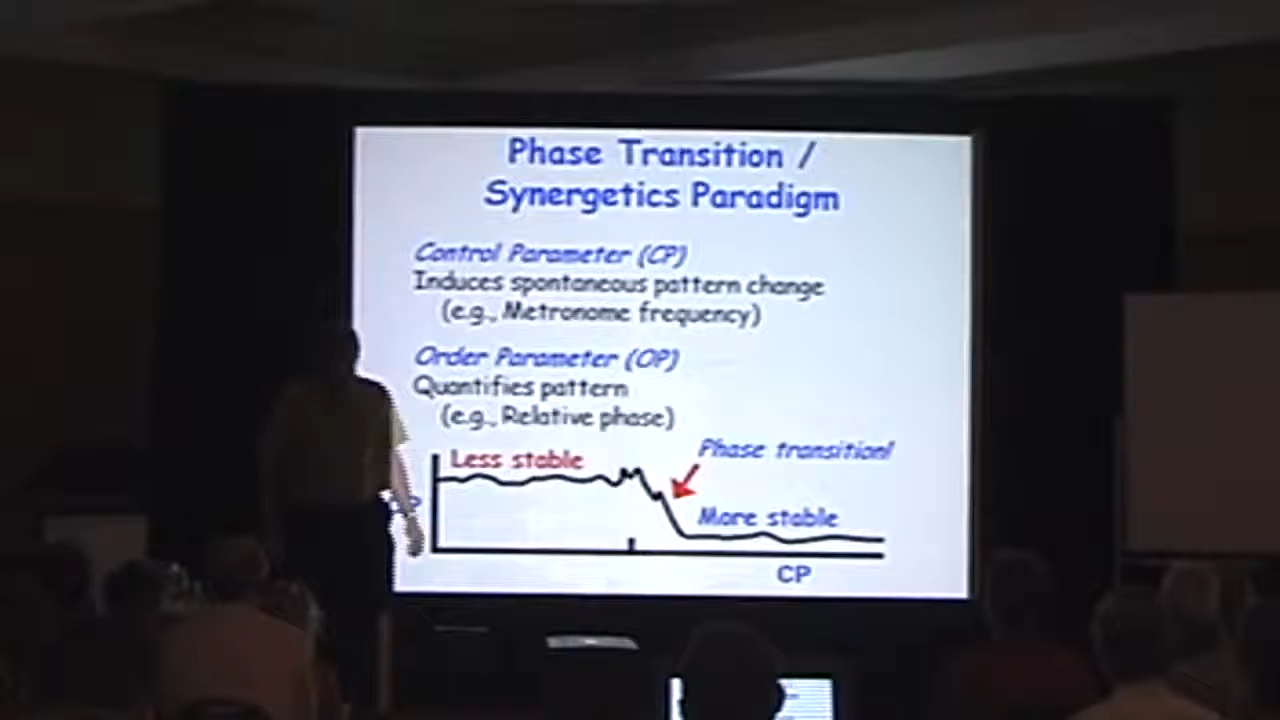 Phase Transition /
Synergetics Paradigm
Control Parameter (CP)
Induces spontaneous pattern change
(e.g., Metronome frequency)
Order Parameter (OP)
Quantifies pattern
(e.g., Relative phase)
Phase transition!
Less stable
More stable
CP